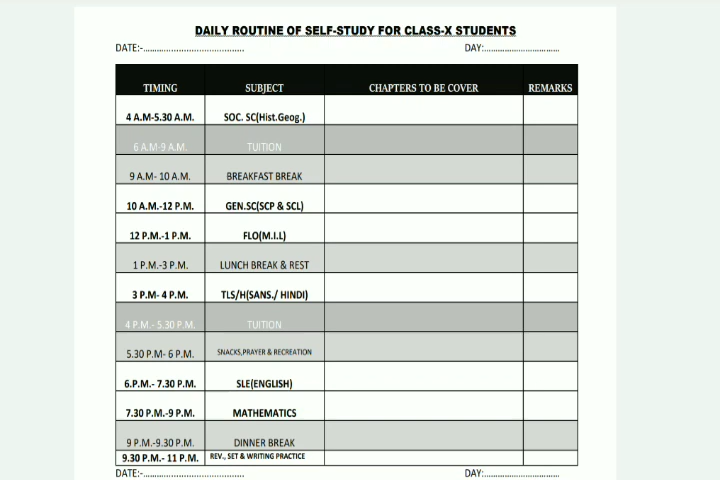 DAILY ROUTINE OF SELF-STUDY FOR CLASS-X STUDENTS
DATE:-....................................... DAY:...............................
TIMING SUBJECT CHAPTERS TO BE COVER REMARKS
4 A.M-5.30 A.M. SOC. SC(Hist.Geog.)
6 A.M-9 A.M. TUITION
9 A.M- 10 A.M. BREAKFAST BREAK
10 A.M.-12 P.M. GEN.SC(SCP & SCL)
12 P.M.-1 P.M. FLO(M.I.L)
1 P.M.-3 P.M. LUNCH BREAK & REST
3 P.M- 4 P.M. TLS/H(SANS./ HINDI)
4 P.M.- 5.30 P.M. TUITION
5.30 P.M- 6 P.M. SNACKS,PRAYER & RECREATION
6.P.M.- 7.30 P.M. SLE(ENGLISH)
7.30 P.M.-9 P.M. MATHEMATICS
9 P.M.-9.30 P.M. DINNER BREAK
9.30 P.M.- 11 P.M. REV., SET & WRITING PRACTICE
DATE:-....................................... DAY:...............................